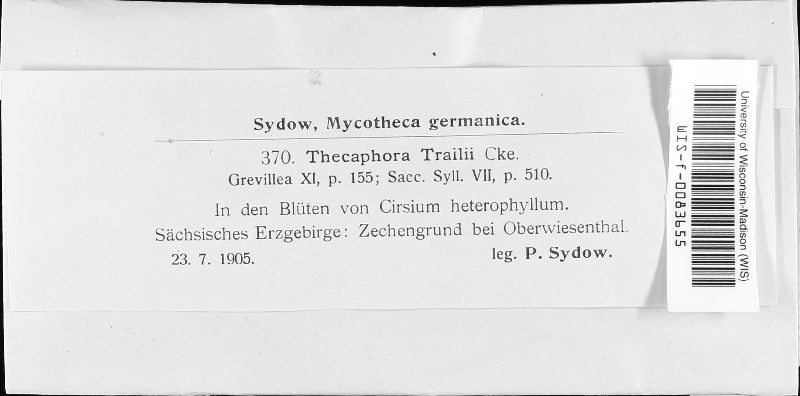 Sydow, Mycotheca germanica.
370. Thecaphora Trailii Cke.
Grevillea XI, p. 155; Sacc. Syll. VII, p. 510.
In den Blüten von Cirsium heterophyllum.
Sächsisches Erzgebirge: Zechengrund bei Oberwiesenthal.
23. 7. 1905. leg. P. Sydow.
University of Wisconsin-Madison (WIS)
WIS-f-0083655